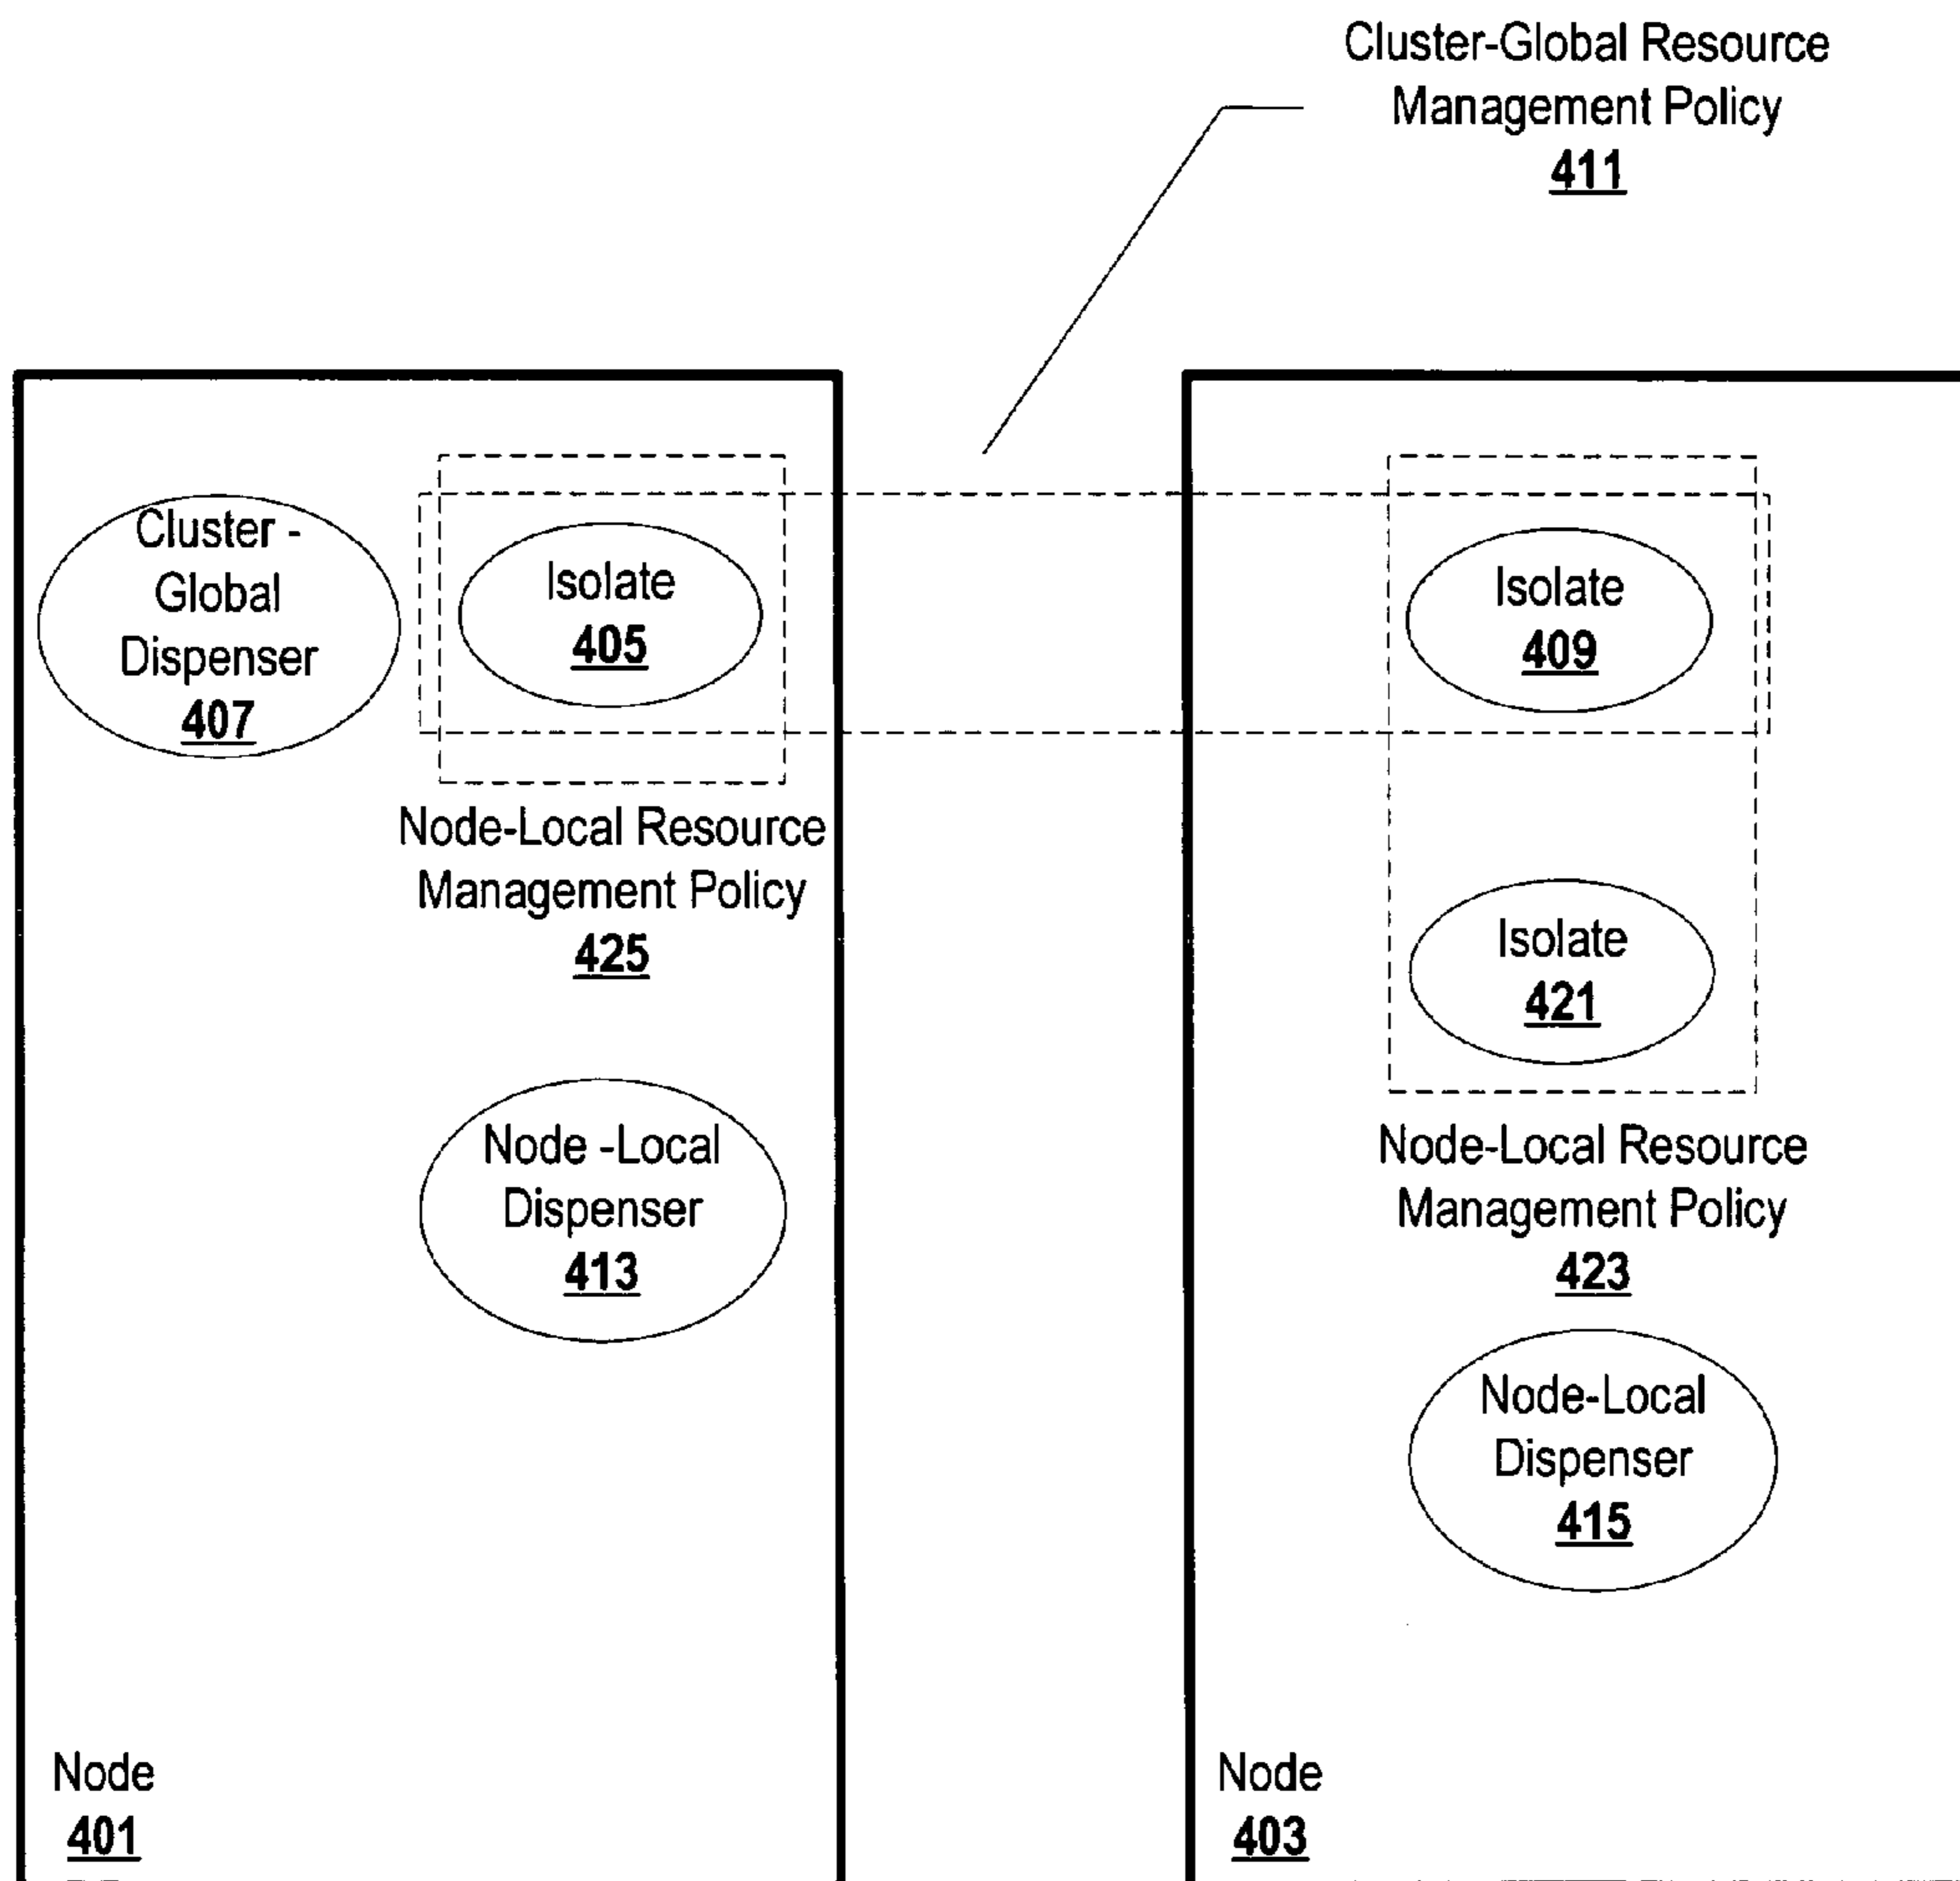 Cluster-Global Resource
Management Policy
411
Cluster -
Global
Dispenser
407
Isolate
405
Isolate
409
Node-Local Resource
Management Policy
425
Isolate
421
Node -Local
Dispenser
413
Node-Local Resource
Management Policy
423
Node-Local
Dispenser
415
Node
401
Node
403